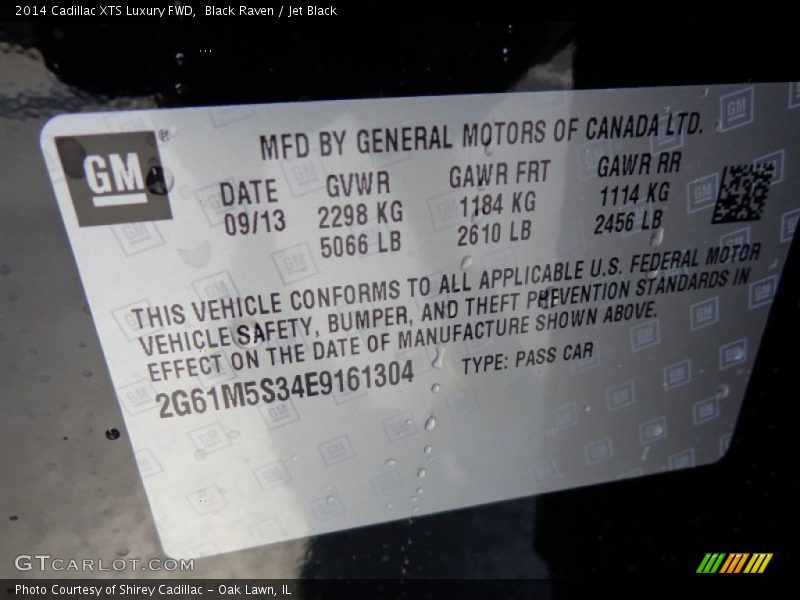 2014 Cadillac XTS Luxury FWD,  Black Raven / Jet Black
GM
MFD BY GENERAL MOTORS OF CANADA LTD.
DATE GVWR GAWR FRT GAWR RR
09/13 2298 KG 1184 KG 1114 KG
5066 LB 2610 LB 2456 LB
THIS VEHICLE CONFORMS TO ALL APPLICABLE U.S. FEDERAL MOTOR
VEHICLE SAFETY, BUMPER, AND THEFT PREVENTION STANDARDS IN
EFFECT ON THE DATE OF MANUFACTURE SHOWN ABOVE.
2G61M5S34E9161304 TYPE: PASS CAR
GTCARLOT.COM
Photo Courtesy of Shirey Cadillac - Oak Lawn, IL